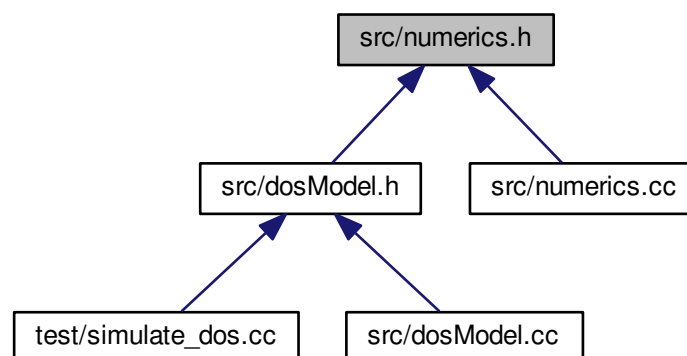 src/numerics.h
src/dosModel.h
src/numerics.cc
test/simulate_dos.cc
src/dosModel.cc